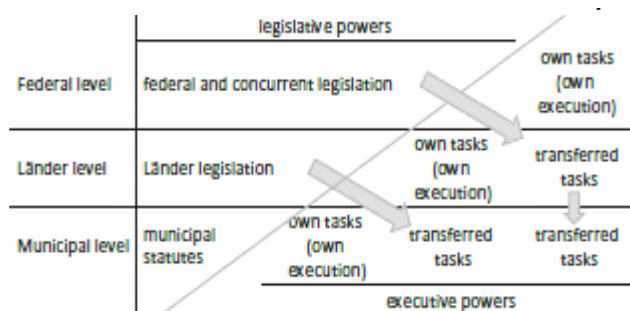 legislative powers
Federal level
federal and concurrent legislation
own tasks
(own
execution)
Länder level
Länder legislation
own tasks
(own
execution)
transferred
tasks
Municipal level
municipal
statutes
own tasks
(own
execution)
transferred
tasks
transferred
tasks
executive powers